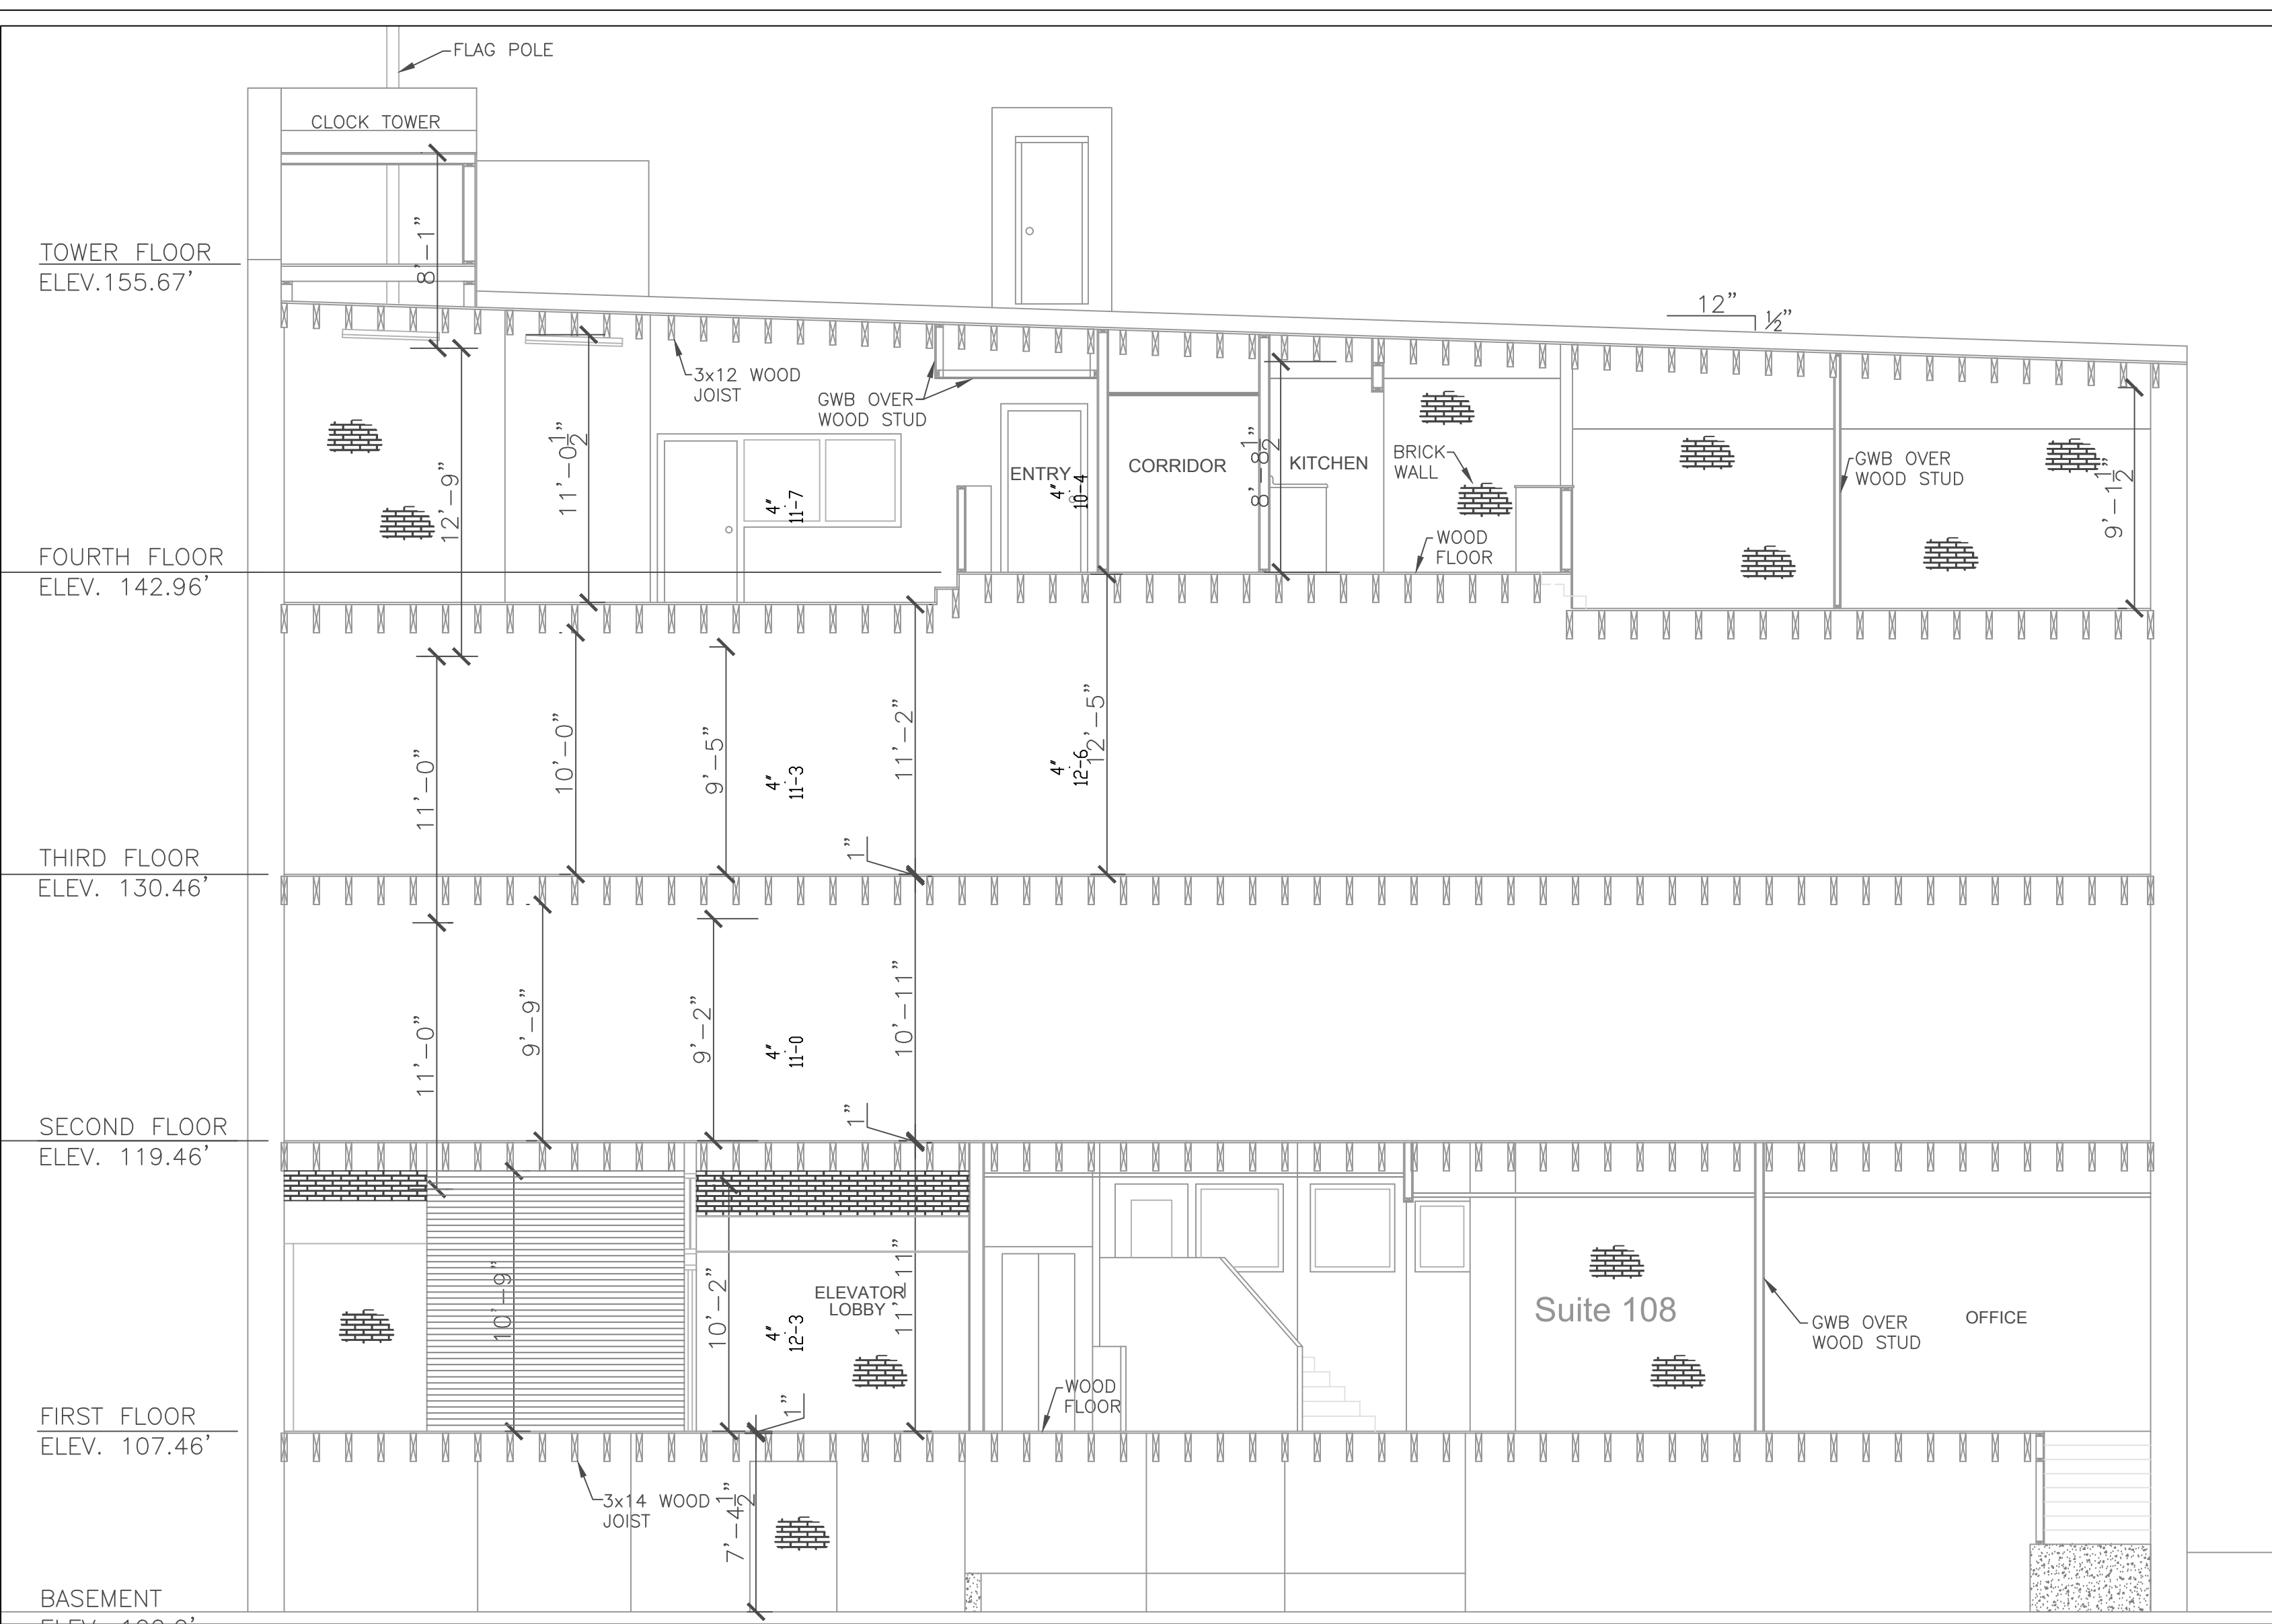 FLAG POLE
CLOCK TOWER
8'-1"
TOWER FLOOR
ELEV.155.67'
12"
½"
3x12 WOOD
JOIST
GWB OVER
WOOD STUD
12'-9"
11'-0½"
4"
11-7
ENTRY
4"
10-4
CORRIDOR
8'-8½"
KITCHEN
BRICK
WALL
WOOD
FLOOR
GWB OVER
WOOD STUD
9'-1½"
FOURTH FLOOR
ELEV. 142.96'
11'-0"
10'-0"
9'-5"
4"
11-3
11'-2"
4"
12-6
12'-5"
1"
THIRD FLOOR
ELEV. 130.46'
11'-0"
9'-9"
9'-2"
4"
11-0
10'-11"
1"
SECOND FLOOR
ELEV. 119.46'
10'-9"
10'-2"
4"
12-3
ELEVATOR
LOBBY
11'-11"
Suite 108
GWB OVER
WOOD STUD
OFFICE
WOOD
FLOOR
1"
FIRST FLOOR
ELEV. 107.46'
3x14 WOOD
JOIST
7'-4½"
BASEMENT